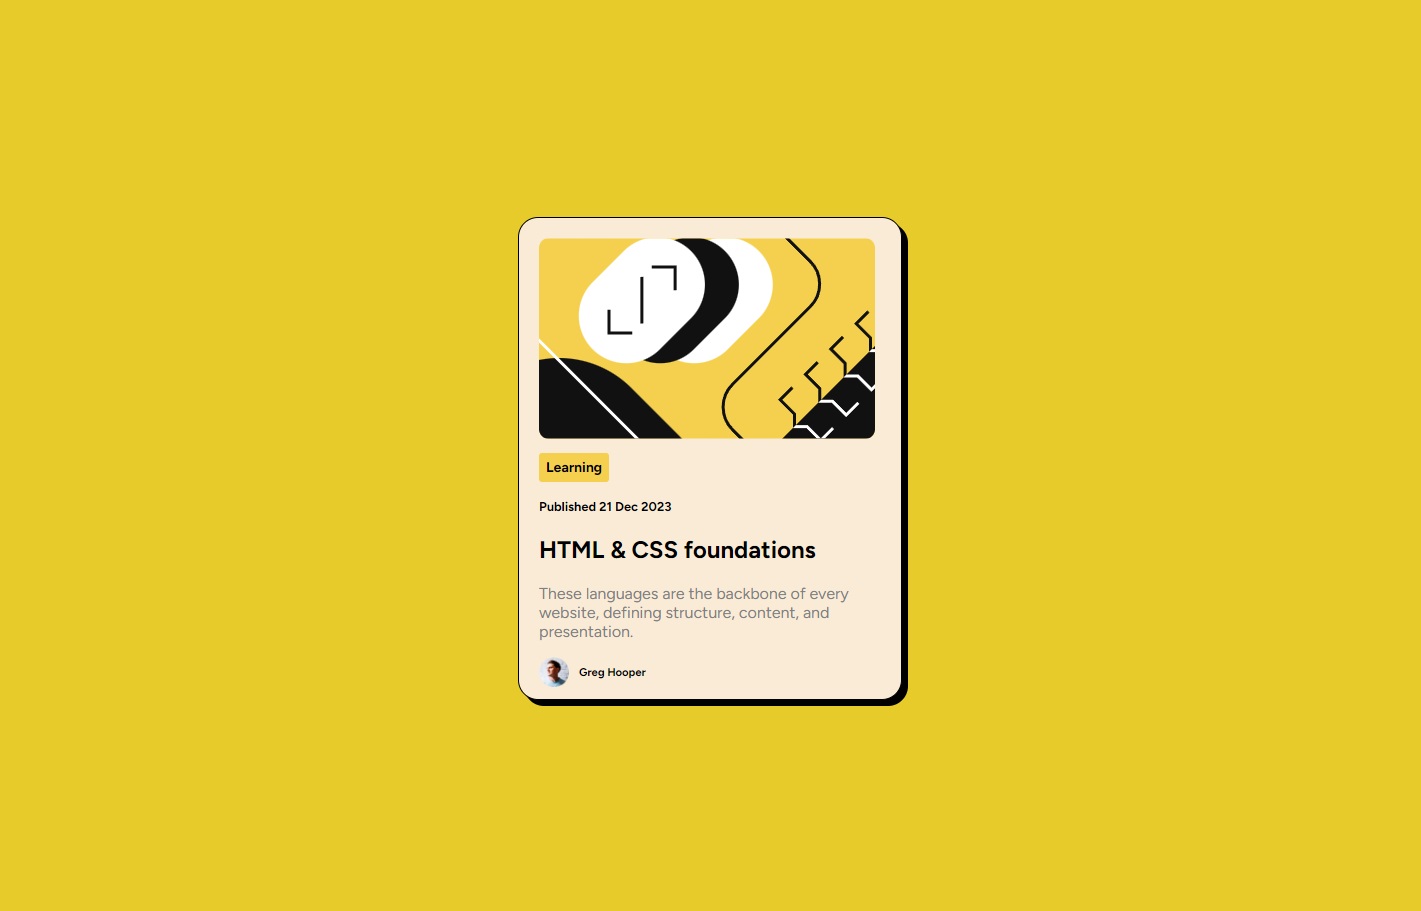 Learning
Published 21 Dec 2023
HTML & CSS foundations
These languages are the backbone of every
website, defining structure, content, and
presentation.
Greg Hooper